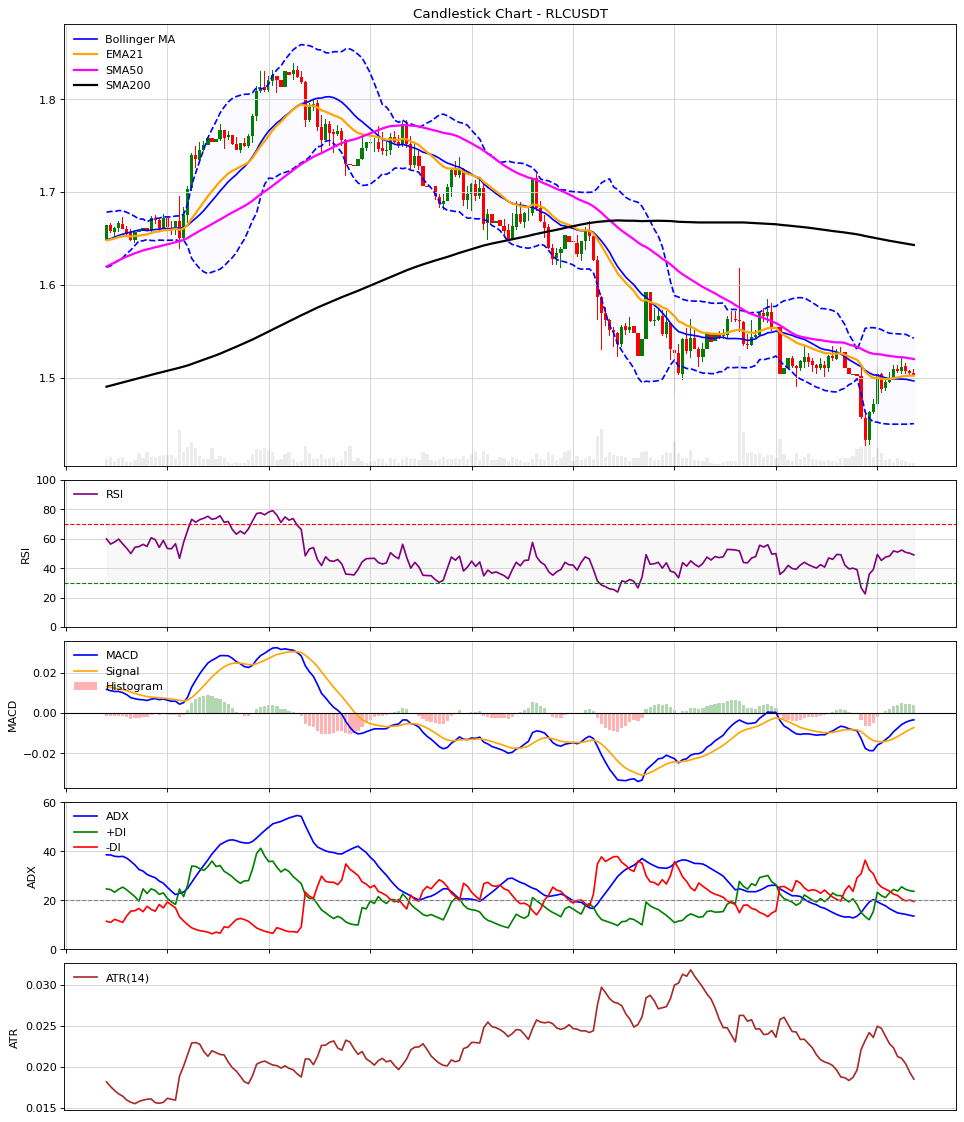 Candlestick Chart - RLCUSDT
Bollinger MA
EMA21
SMA50
SMA200
1.8
1.7
1.6
1.5
RSI
100
80
60
40
20
0
RSI
MACD
Signal
Histogram
0.02
0.00
−0.02
MACD
ADX
+DI
-DI
60
40
20
0
ADX
ATR(14)
0.030
0.025
0.020
0.015
ATR